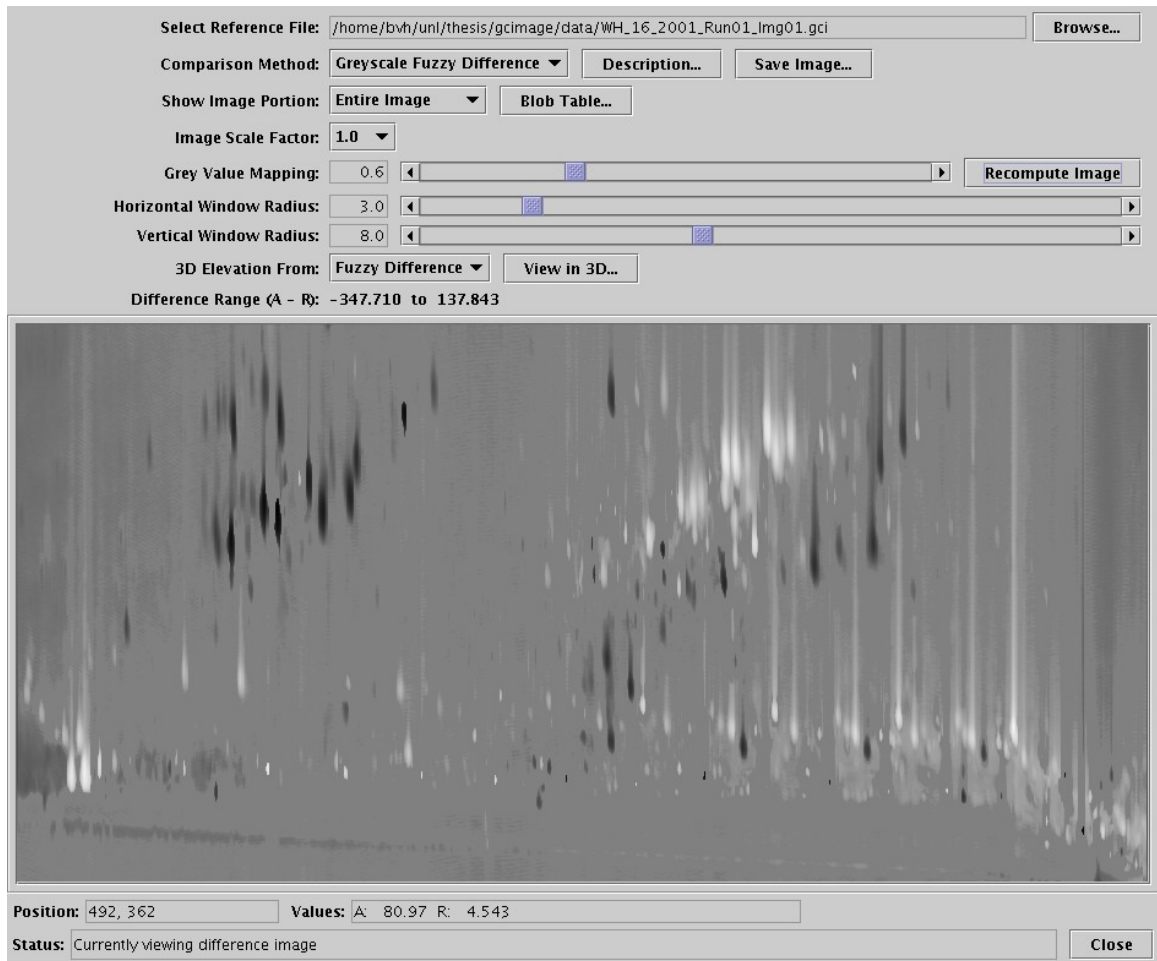 Select Reference File: /home/bvh/unl/thesis/gcimage/data/WH_16_2001_Run01_Img01.gci Browse...
Comparison Method: Greyscale Fuzzy Difference Description... Save Image...
Show Image Portion: Entire Image Blob Table...
Image Scale Factor: 1.0
Grey Value Mapping: 0.6 Recompute Image
Horizontal Window Radius: 3.0
Vertical Window Radius: 8.0
3D Elevation From: Fuzzy Difference View in 3D...
Difference Range (A - R): -347.710 to 137.843
Position: 492, 362 Values: A: 80.97 R: 4.543
Status: Currently viewing difference image Close